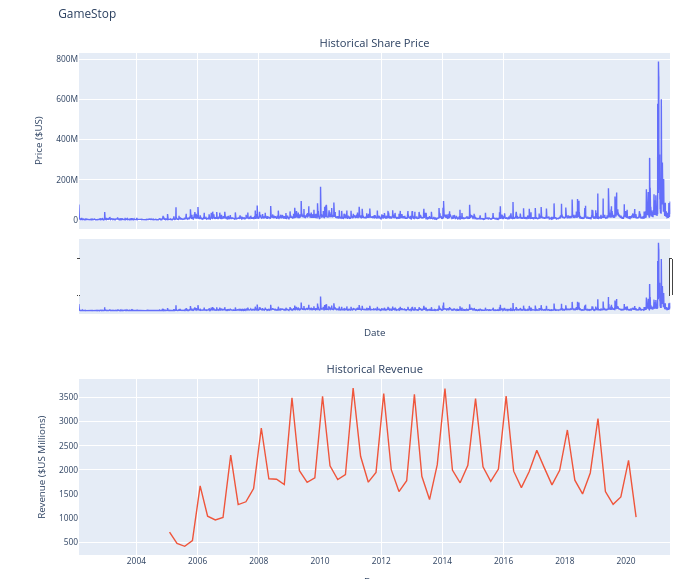 GameStop
Historical Share Price
800M
600M
400M
200M
0
Price ($US)
Date
Historical Revenue
3500
3000
2500
2000
1500
1000
500
Revenue ($US Millions)
2004 2006 2008 2010 2012 2014 2016 2018 2020